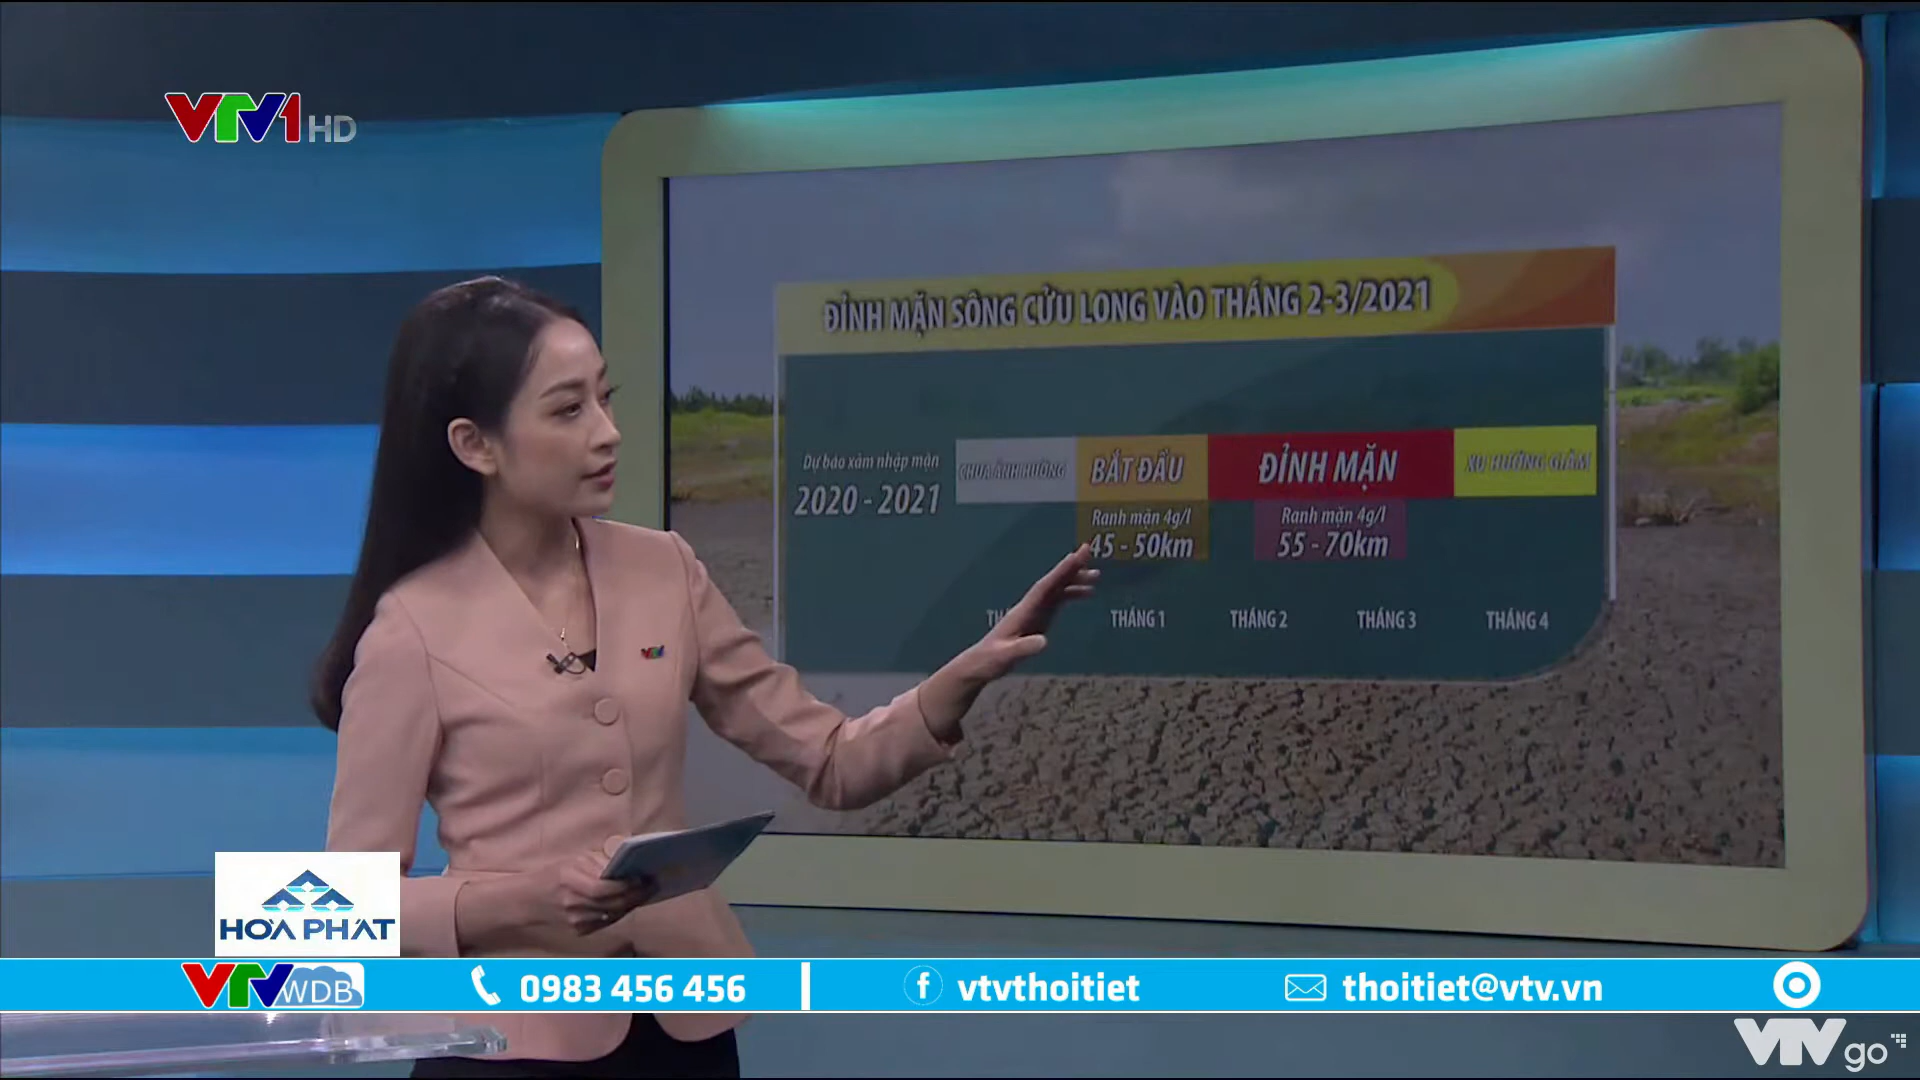 VTV1 HD
ĐỈNH MẶN SÔNG CỬU LONG VÀO THÁNG 2-3/2021
Dự báo xâm nhập mặn
2020 - 2021
CHƯA ẢNH HƯỞNG
BẮT ĐẦU
ĐỈNH MẶN
XU HƯỚNG GIẢM
Ranh mặn 4g/l
45 - 50km
Ranh mặn 4g/l
55 - 70km
THÁNG 1
THÁNG 2
THÁNG 3
THÁNG 4
VTV
HÒA PHÁT
VTV WDB
0983 456 456
f vtvthoitiet
thoitiet@vtv.vn
VTV go